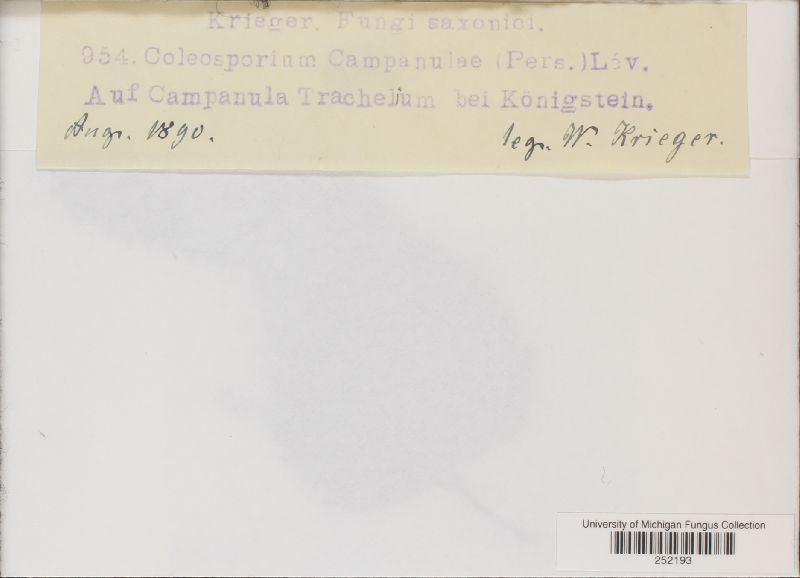 Krieger, Fungi saxonici.
954. Coleosporium Campanulae (Pers.) Lév.
Auf Campanula Trachelium bei Königstein.
Aug. 1890. leg. W. Krieger.
University of Michigan Fungus Collection
252193